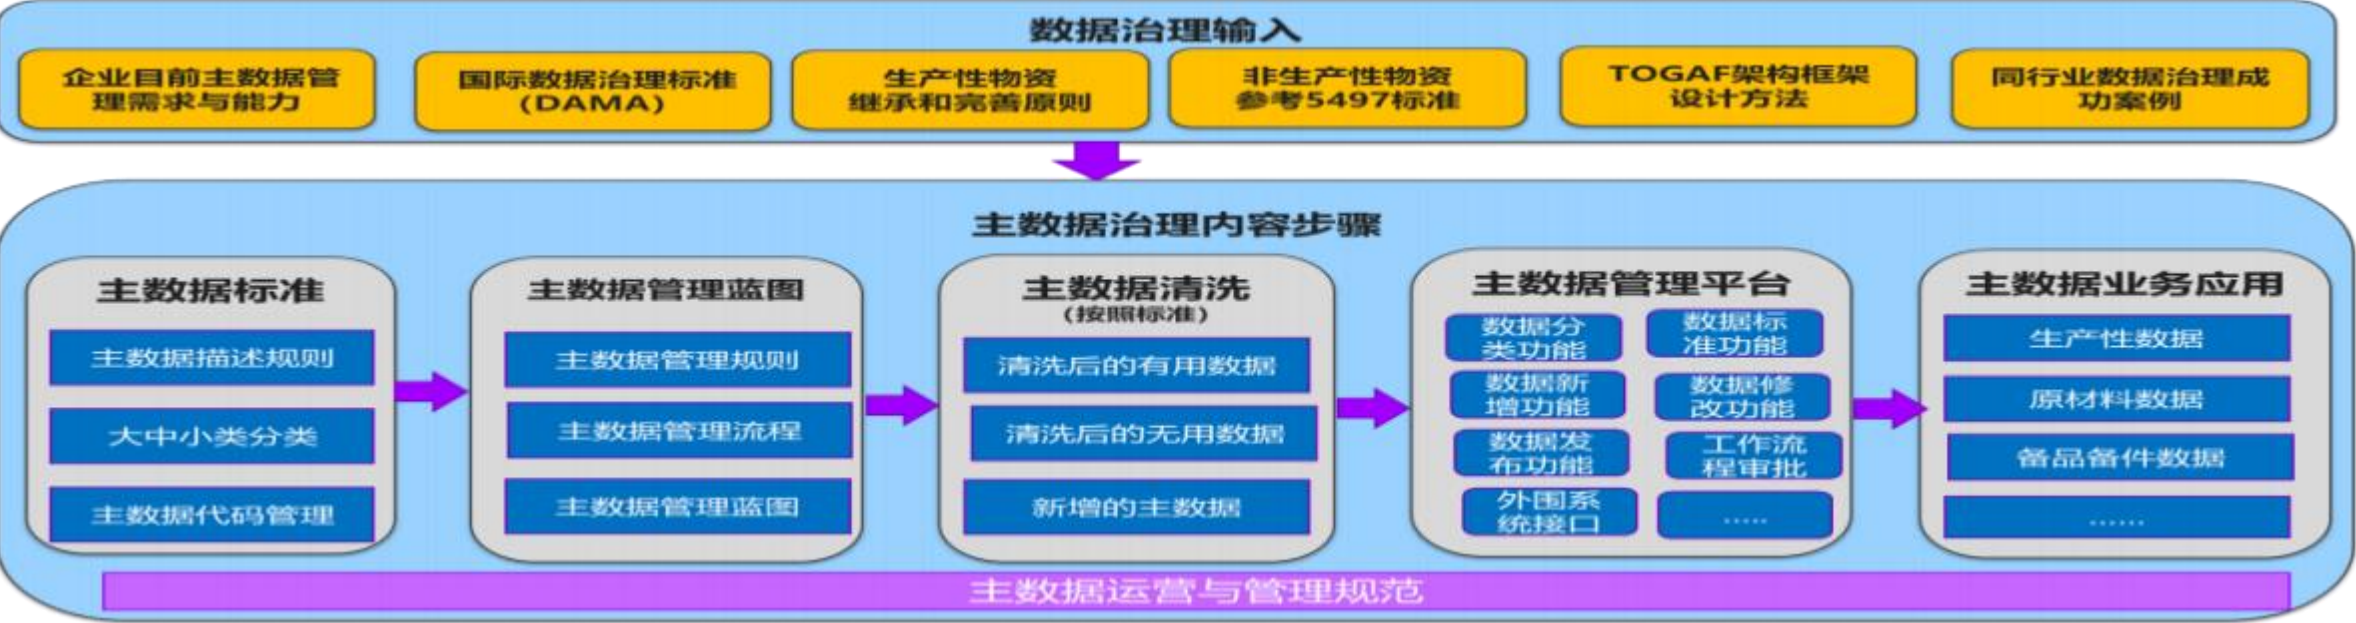 数据治理输入
企业目前主数据管
理需求与能力
国际数据治理标准
(DAMA)
生产性物资
继承和完善原则
非生产性物资
参考5497标准
TOGAF架构框架
设计方法
同行业数据治理成
功案例
主数据治理内容步骤
主数据标准
主数据描述规则
大中小类分类
主数据代码管理
主数据管理蓝图
主数据管理规则
主数据管理流程
主数据管理蓝图
主数据清洗
(按照标准)
清洗后的有用数据
清洗后的无用数据
新增的主数据
主数据管理平台
数据分
类功能
数据标
准功能
数据新
增功能
数据修
改功能
数据发
布功能
工作流
程审批
外围系
统接口
.....
主数据业务应用
生产性数据
原材料数据
备品备件数据
......
主数据运营与管理规范